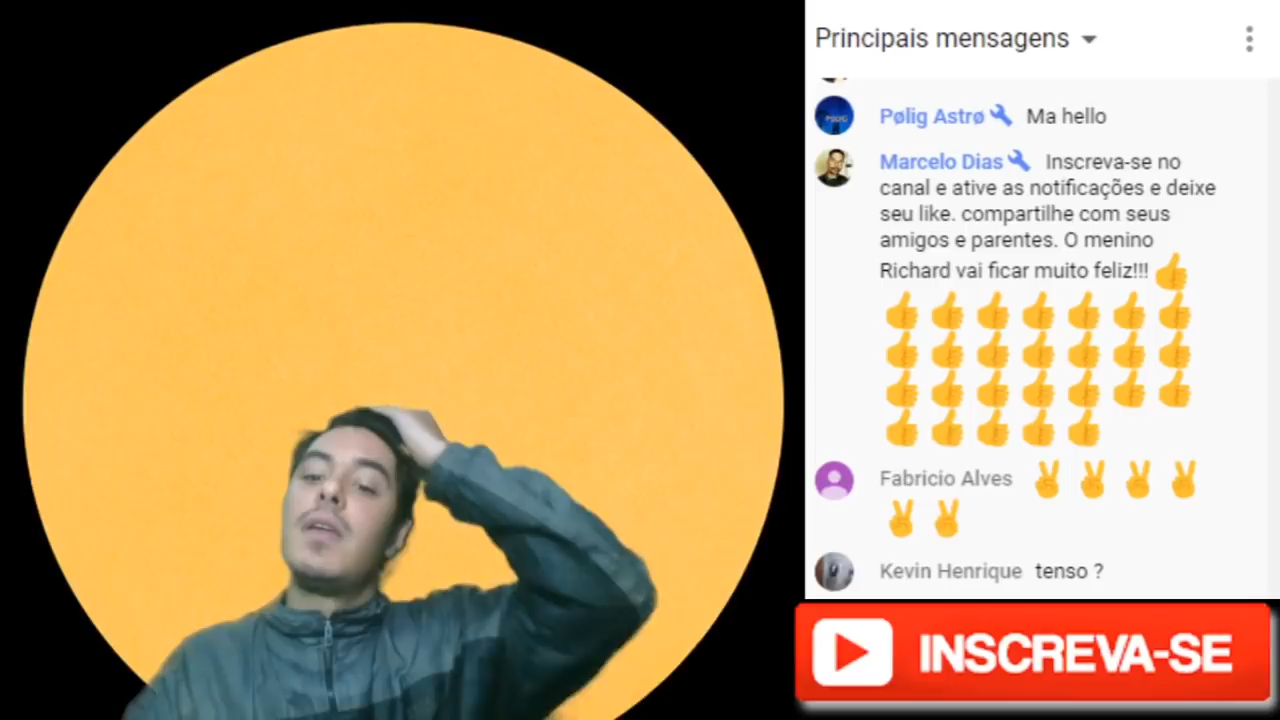 Principais mensagens
Pølig Astrø Ma hello
Marcelo Dias Inscreva-se no
canal e ative as notificações e deixe
seu like. compartilhe com seus
amigos e parentes. O menino
Richard vai ficar muito feliz!!! 👍
👍👍👍👍👍👍👍
👍👍👍👍👍👍👍
👍👍👍👍👍👍👍
👍👍👍👍👍
Fabricio Alves ✌✌✌✌
✌✌
Kevin Henrique tenso ?
INSCREVA-SE